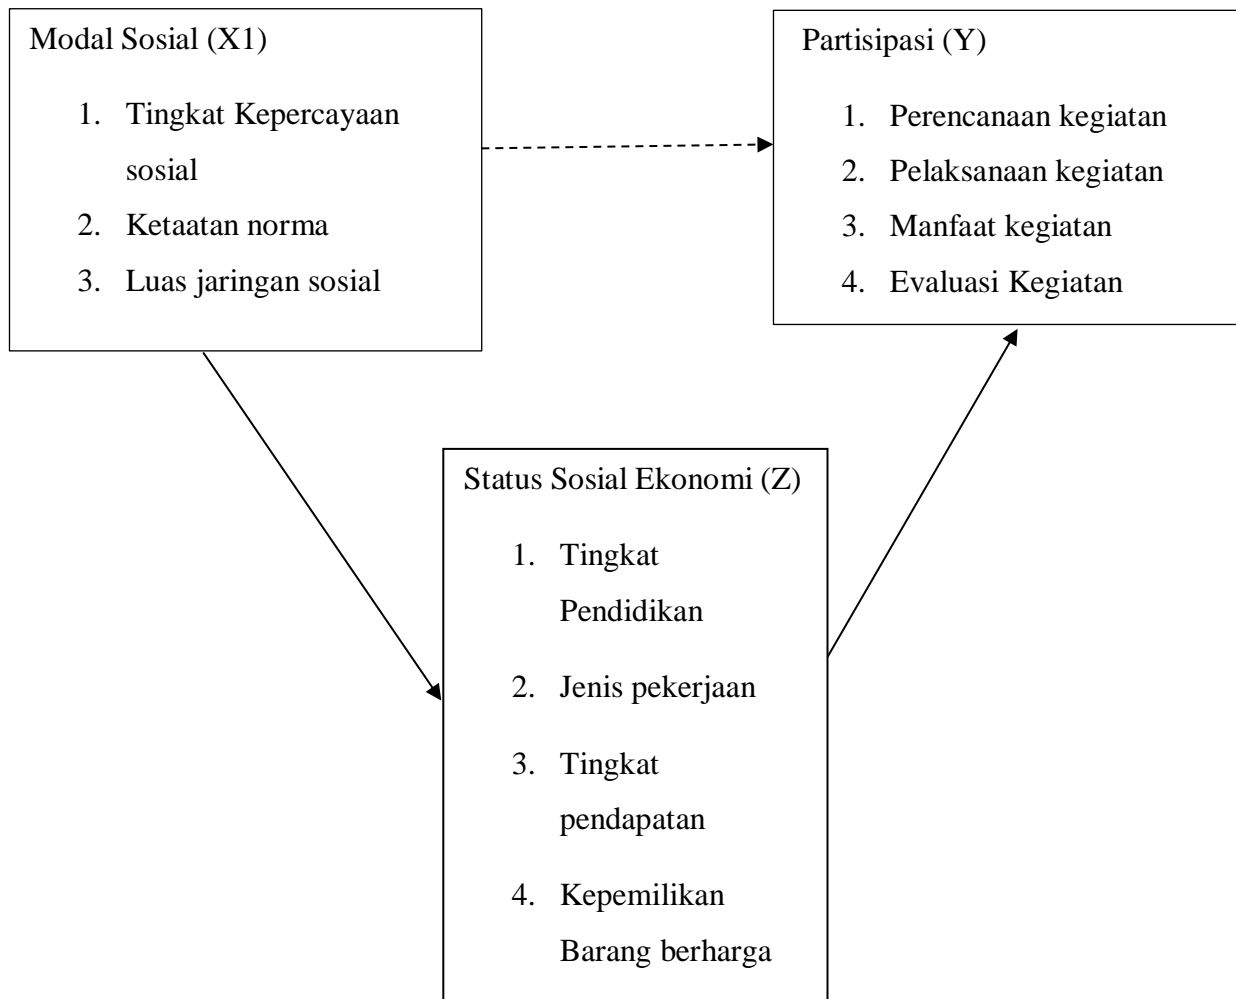 Modal Sosial (X1)
1. Tingkat Kepercayaan
sosial
2. Ketaatan norma
3. Luas jaringan sosial
Partisipasi (Y)
1. Perencanaan kegiatan
2. Pelaksanaan kegiatan
3. Manfaat kegiatan
4. Evaluasi Kegiatan
Status Sosial Ekonomi (Z)
1. Tingkat
Pendidikan
2. Jenis pekerjaan
3. Tingkat
pendapatan
4. Kepemilikan
Barang berharga